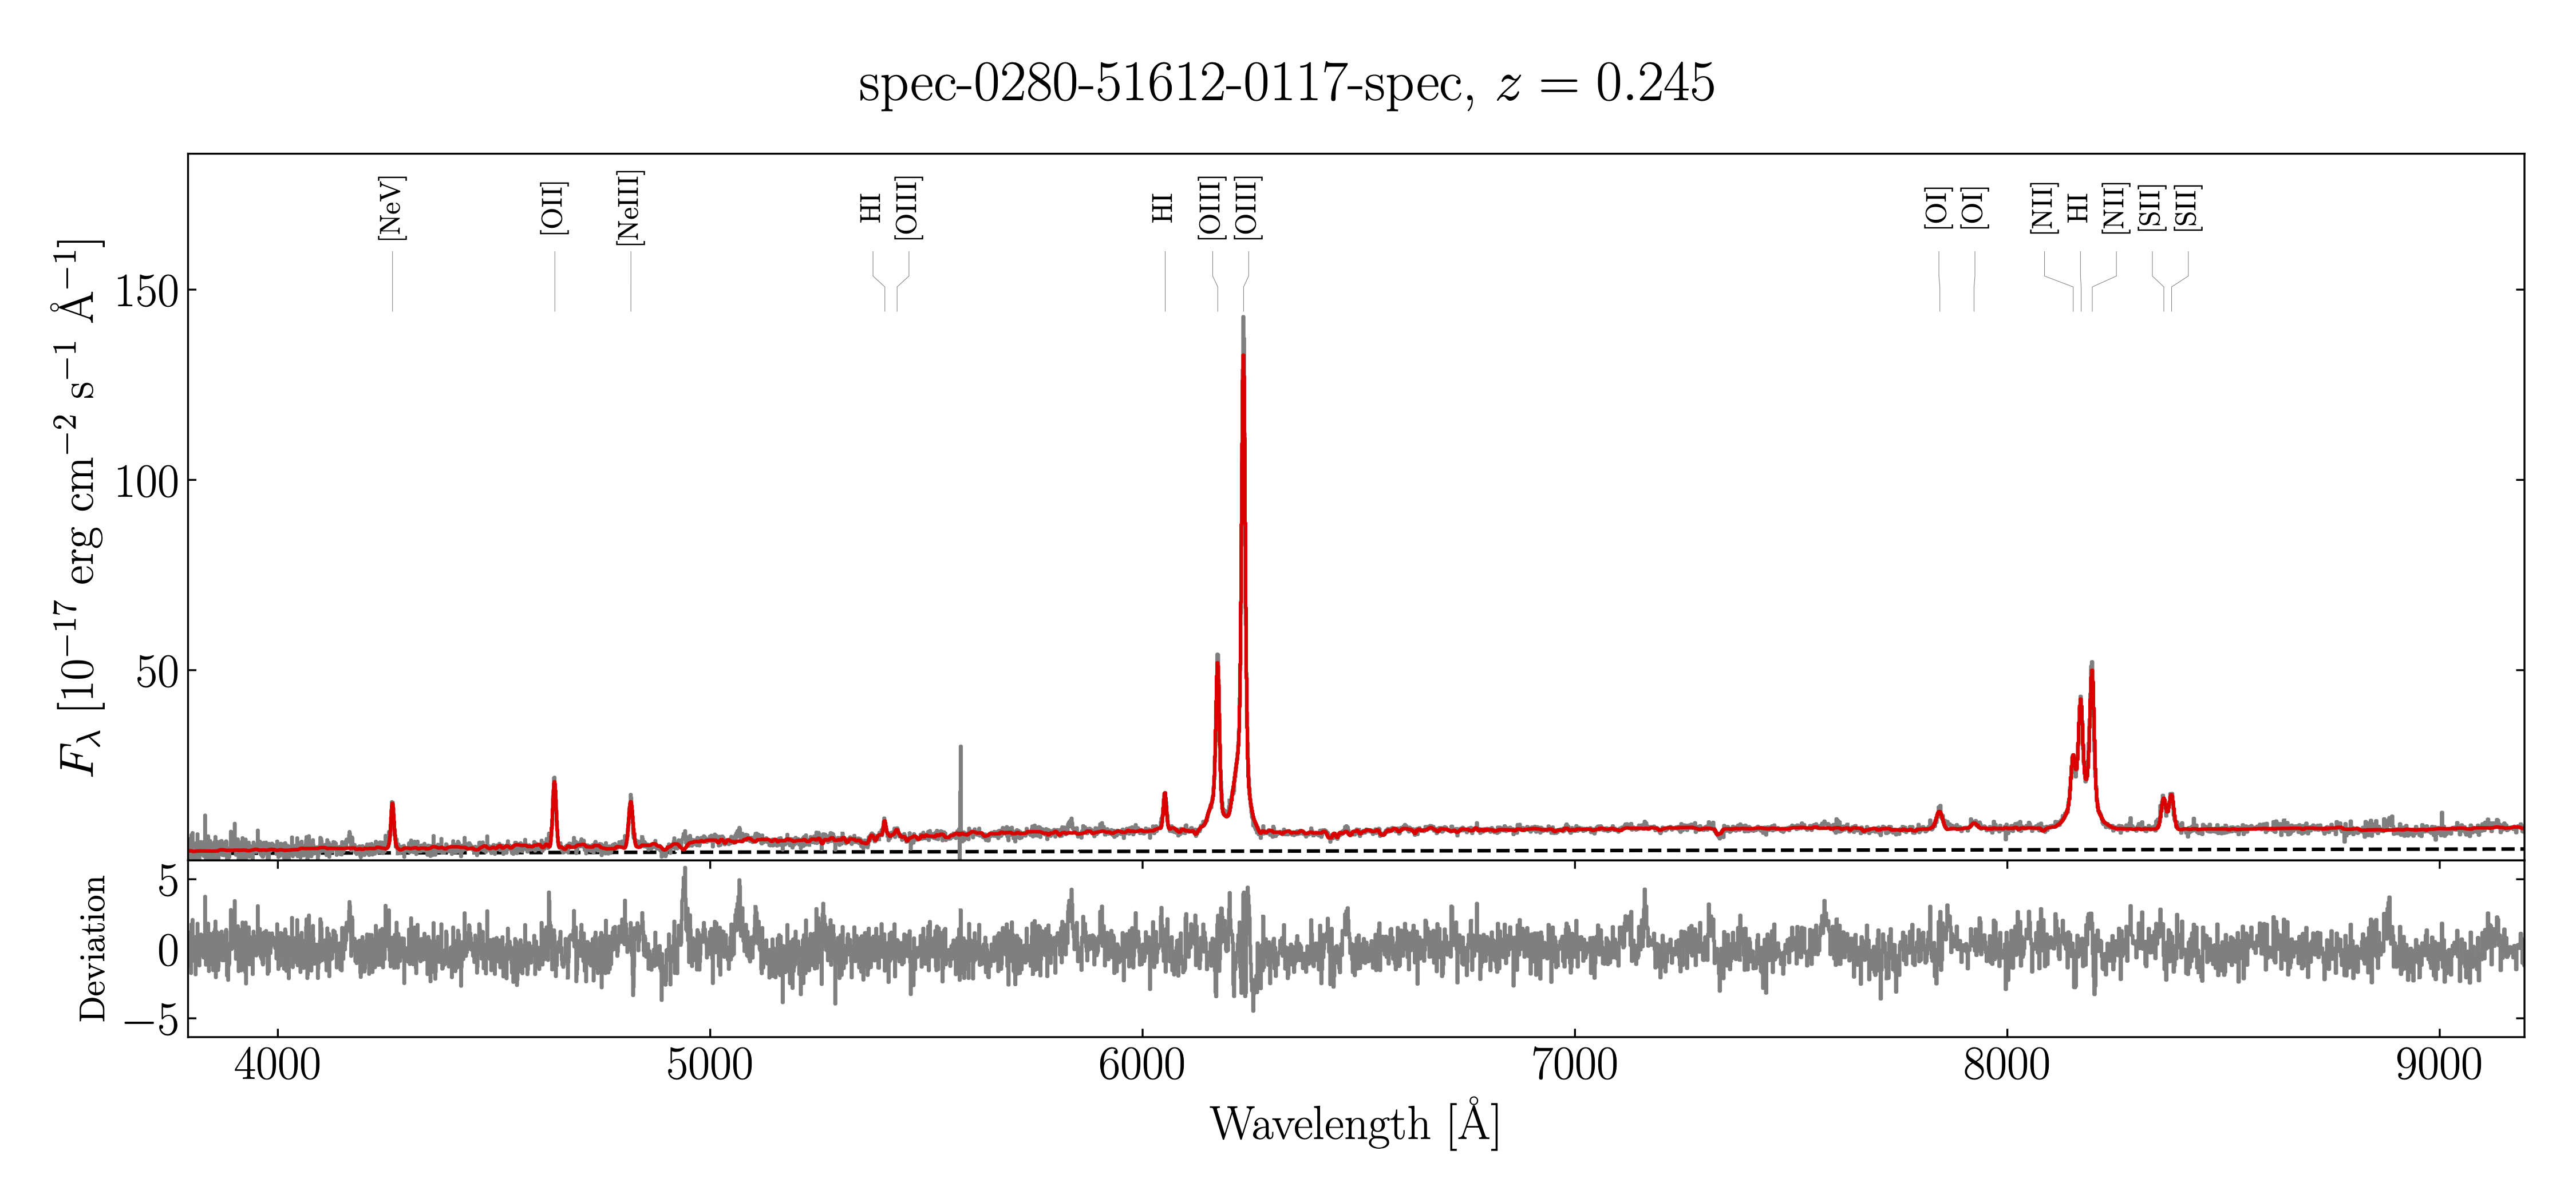 spec-0280-51612-0117-spec, z = 0.245
[NeV] [OII] [NeIII] HI [OIII] HI [OIII] [OIII] [OI] [OI] [NII] HI [NII] [SII] [SII]
F_λ [10⁻¹⁷ erg cm⁻² s⁻¹ Å⁻¹]
150
100
50
Deviation
5
0
−5
4000 5000 6000 7000 8000 9000
Wavelength [Å]